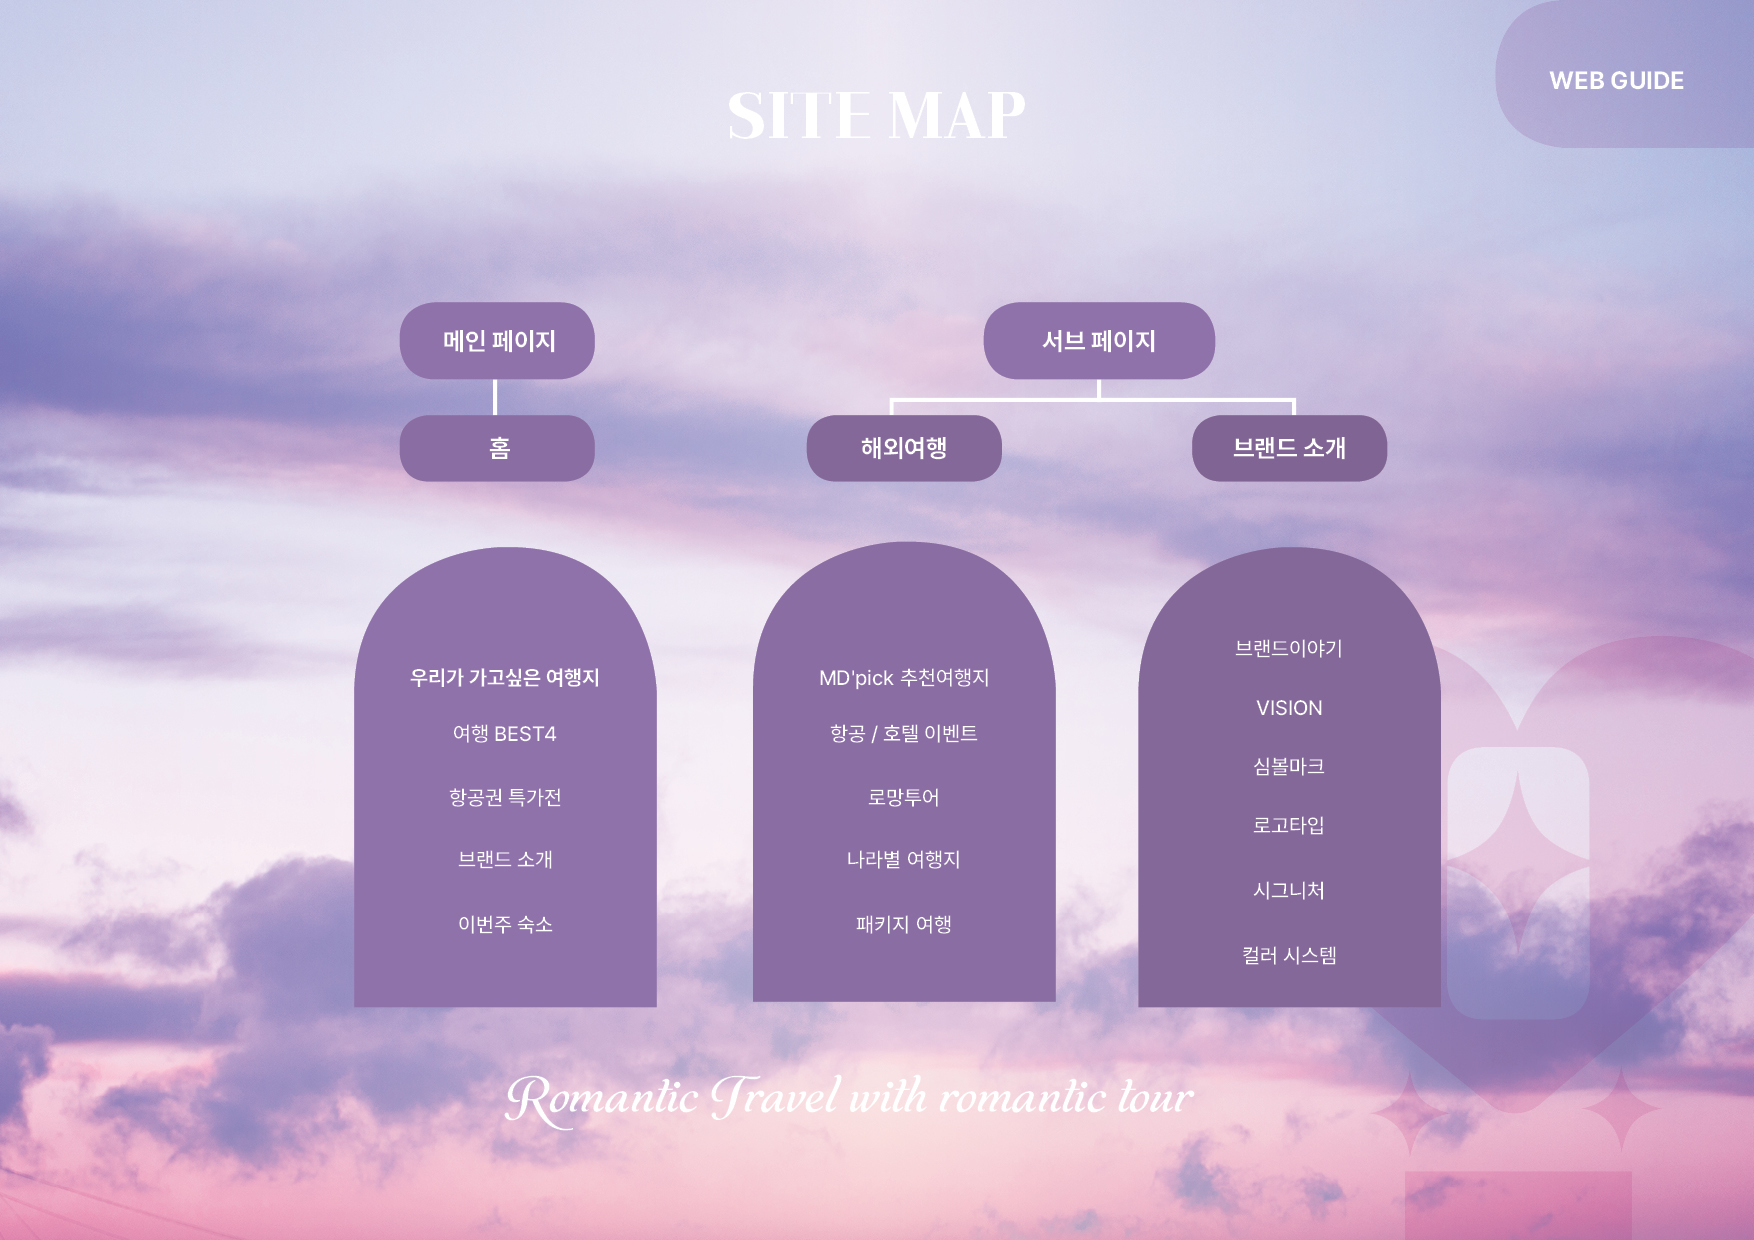 WEB GUIDE
SITE MAP
메인 페이지
홈
서브 페이지
해외여행
브랜드 소개
우리가 가고싶은 여행지
여행 BEST4
항공권 특가전
브랜드 소개
이번주 숙소
MD'pick 추천여행지
항공 / 호텔 이벤트
로망투어
나라별 여행지
패키지 여행
브랜드이야기
VISION
심볼마크
로고타입
시그니처
컬러 시스템
Romantic Travel with romantic tour